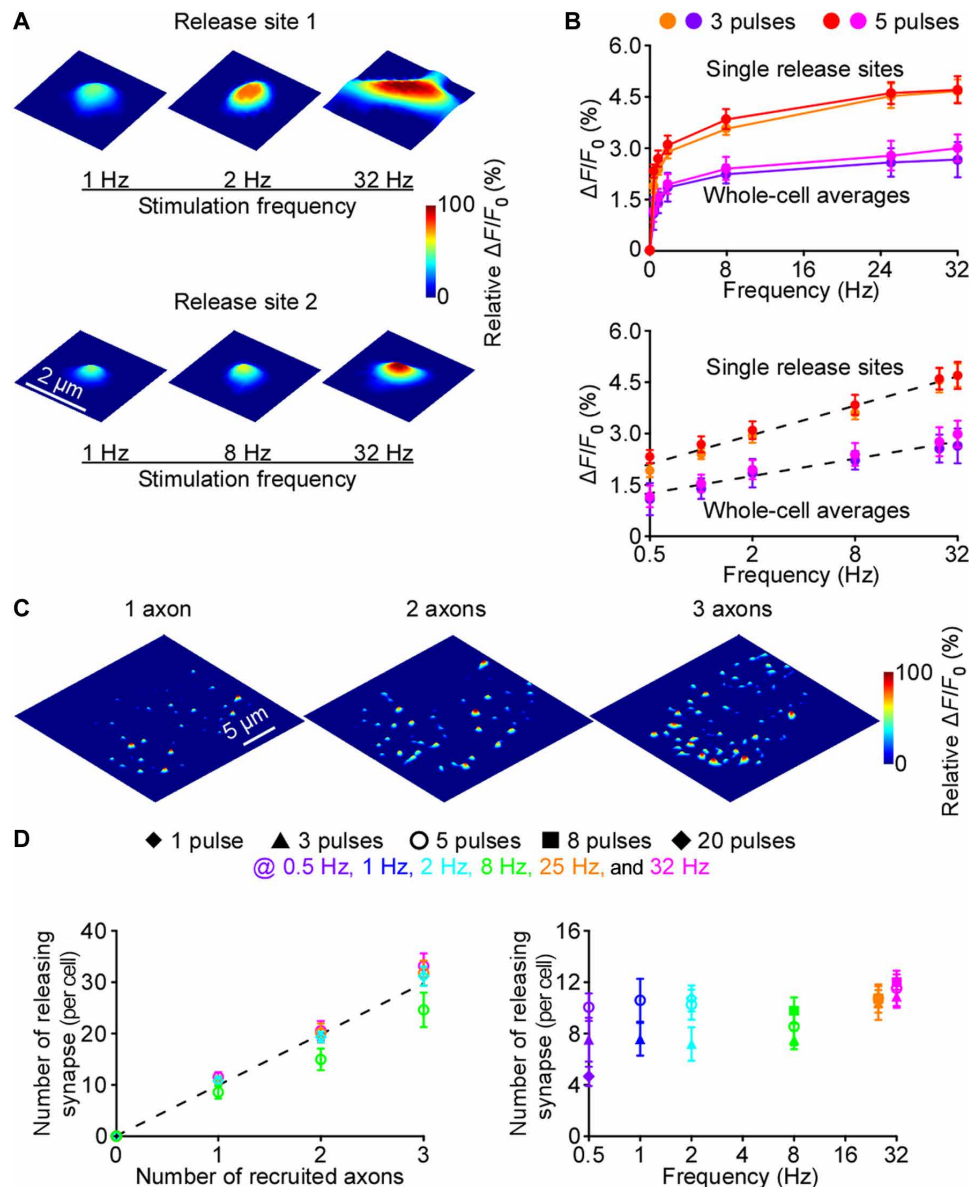 A
Release site 1
1 Hz 2 Hz 32 Hz
Stimulation frequency
Release site 2
2 μm
1 Hz 8 Hz 32 Hz
Stimulation frequency
100
0
Relative ΔF/F0 (%)
B
3 pulses 5 pulses
6.0
4.5
3.0
1.5
0
ΔF/F0 (%)
Single release sites
Whole-cell averages
0 8 16 24 32
Frequency (Hz)
6.0
4.5
3.0
1.5
0
ΔF/F0 (%)
Single release sites
Whole-cell averages
0.5 2 8 32
Frequency (Hz)
C
1 axon 2 axons 3 axons
5 μm
100
0
Relative ΔF/F0 (%)
D
1 pulse 3 pulses 5 pulses 8 pulses 20 pulses
@ 0.5 Hz, 1 Hz, 2 Hz, 8 Hz, 25 Hz, and 32 Hz
Number of releasing
synapse (per cell)
40
30
20
10
0
0 1 2 3
Number of recruited axons
Number of releasing
synapse (per cell)
16
12
8
4
0
0.5 1 2 4 8 16 32
Frequency (Hz)